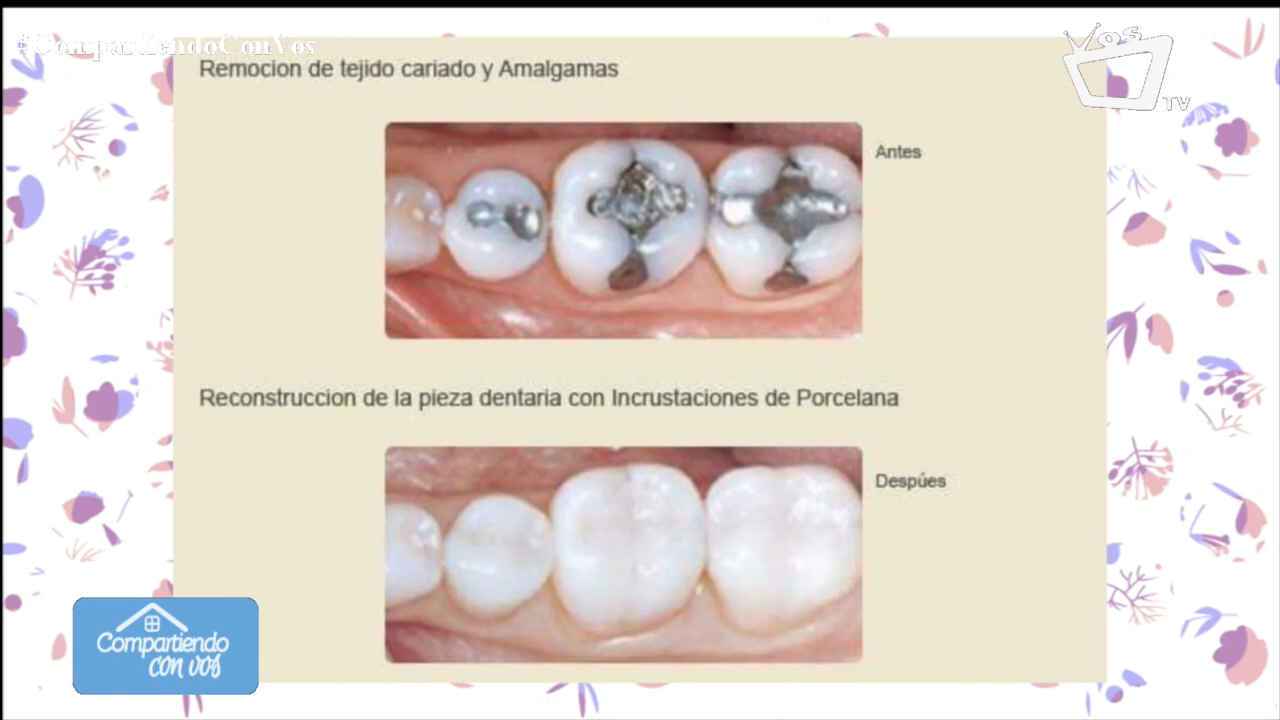 #CompartiendoConVos
VOS
TV
Remocion de tejido cariado y Amalgamas
Antes
Reconstruccion de la pieza dentaria con Incrustaciones de Porcelana
Despúes
Compartiendo
con vos